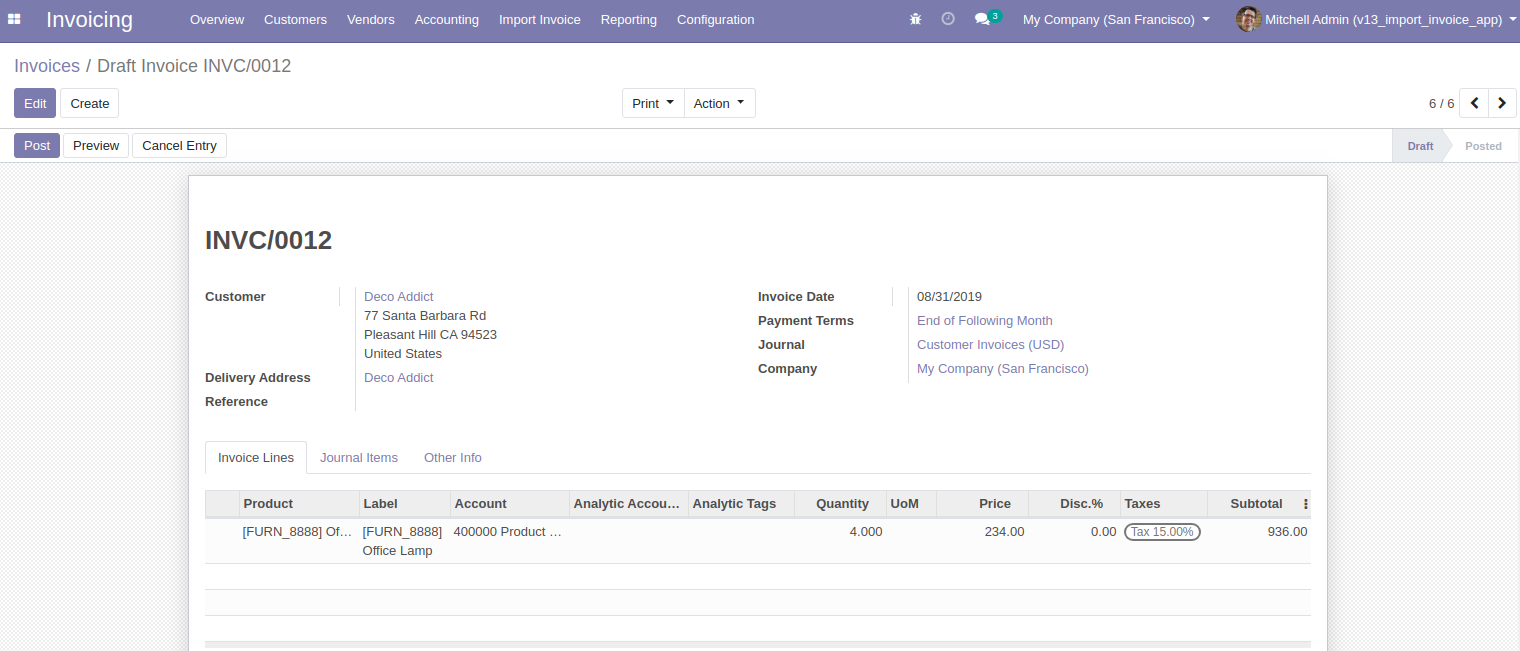 Invoicing Overview Customers Vendors Accounting Import Invoice Reporting Configuration 3 My Company (San Francisco) Mitchell Admin (v13_import_invoice_app)
Invoices / Draft Invoice INVC/0012
Edit Create Print Action 6 / 6
Post Preview Cancel Entry Draft Posted
INVC/0012
Customer Deco Addict Invoice Date 08/31/2019
77 Santa Barbara Rd
Pleasant Hill CA 94523
United States
Payment Terms End of Following Month
Journal Customer Invoices (USD)
Company My Company (San Francisco)
Delivery Address Deco Addict
Reference
Invoice Lines Journal Items Other Info
Product Label Account Analytic Accou… Analytic Tags Quantity UoM Price Disc.% Taxes Subtotal
[FURN_8888] Of… [FURN_8888] 400000 Product … 4.000 234.00 0.00 Tax 15.00% 936.00
Office Lamp